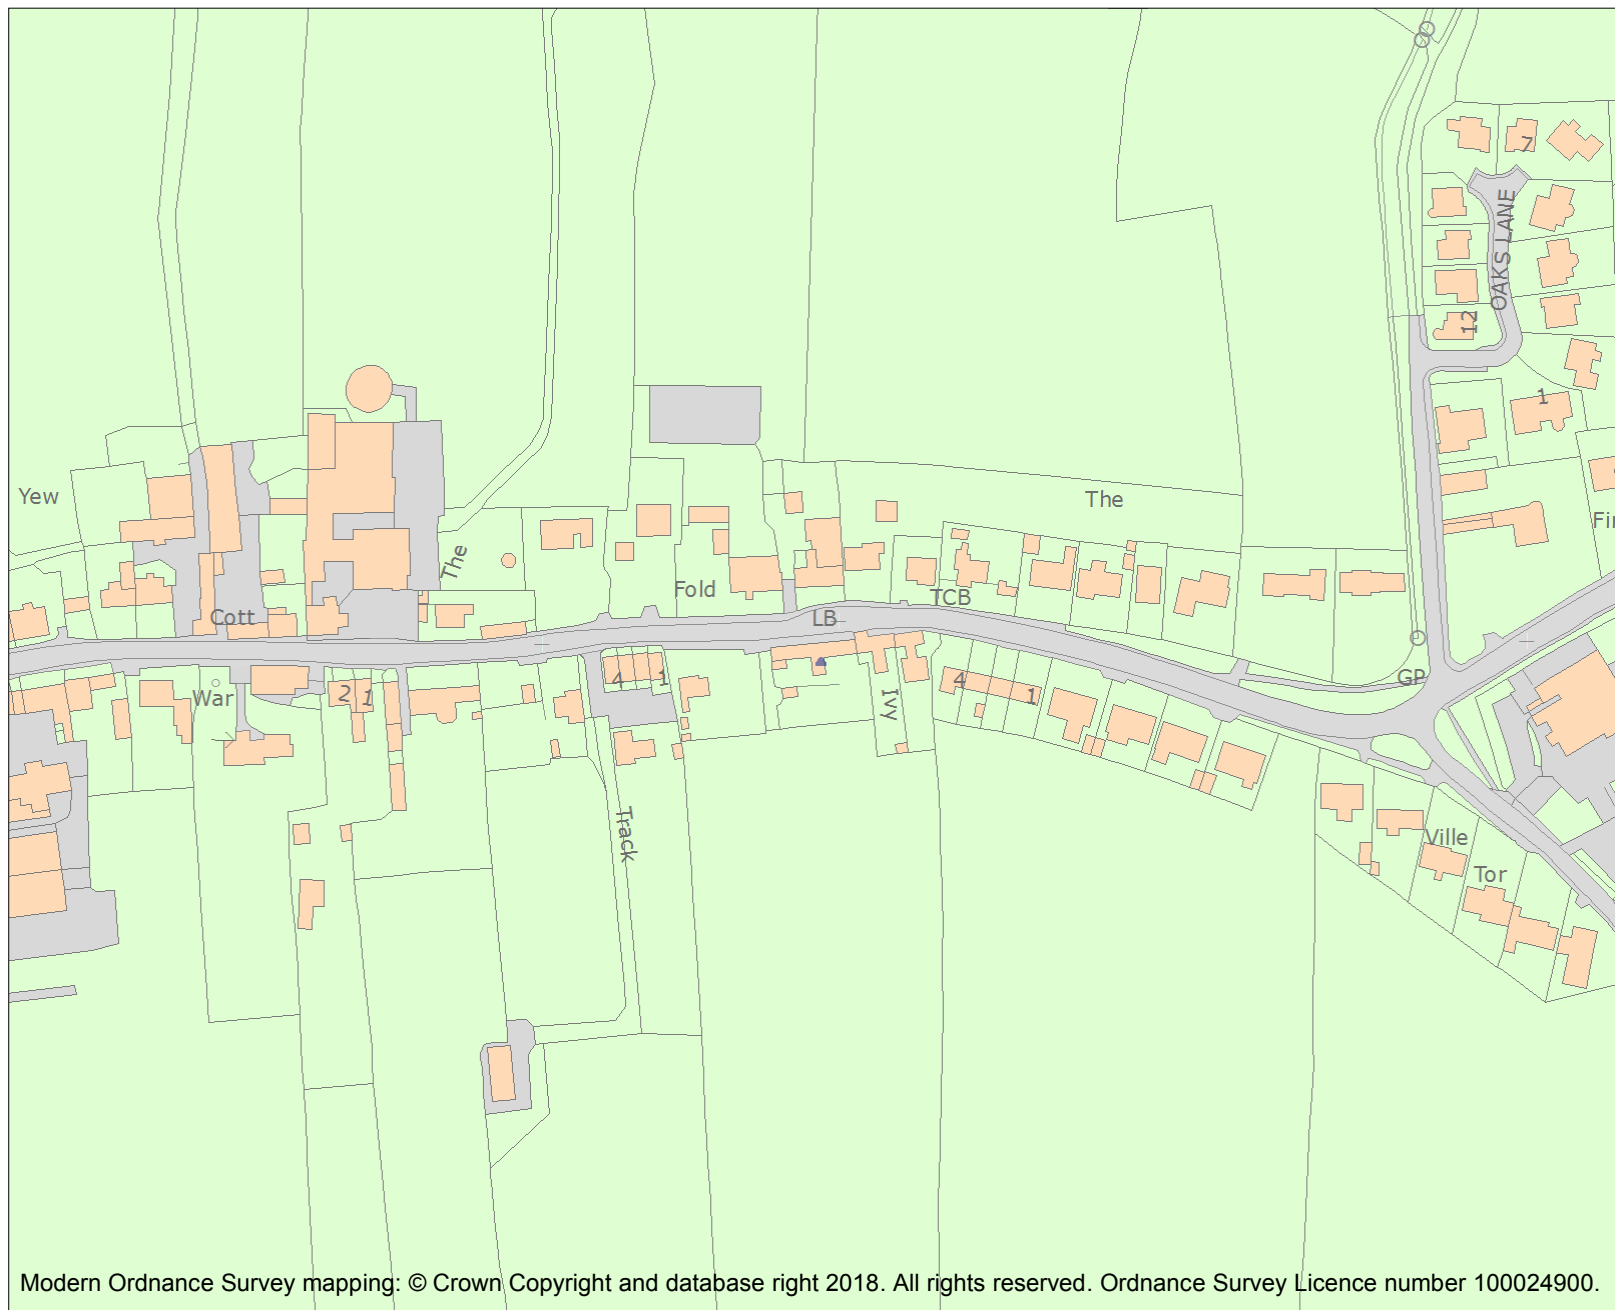 7
OAKS LANE
12
1
Yew
The
Fir
The
Fold
TCB
Cott
LB
GP
War
2
1
4
1
Ivy
4
1
Track
Ville
Tor
Modern Ordnance Survey mapping: © Crown Copyright and database right 2018. All rights reserved. Ordnance Survey Licence number 100024900.